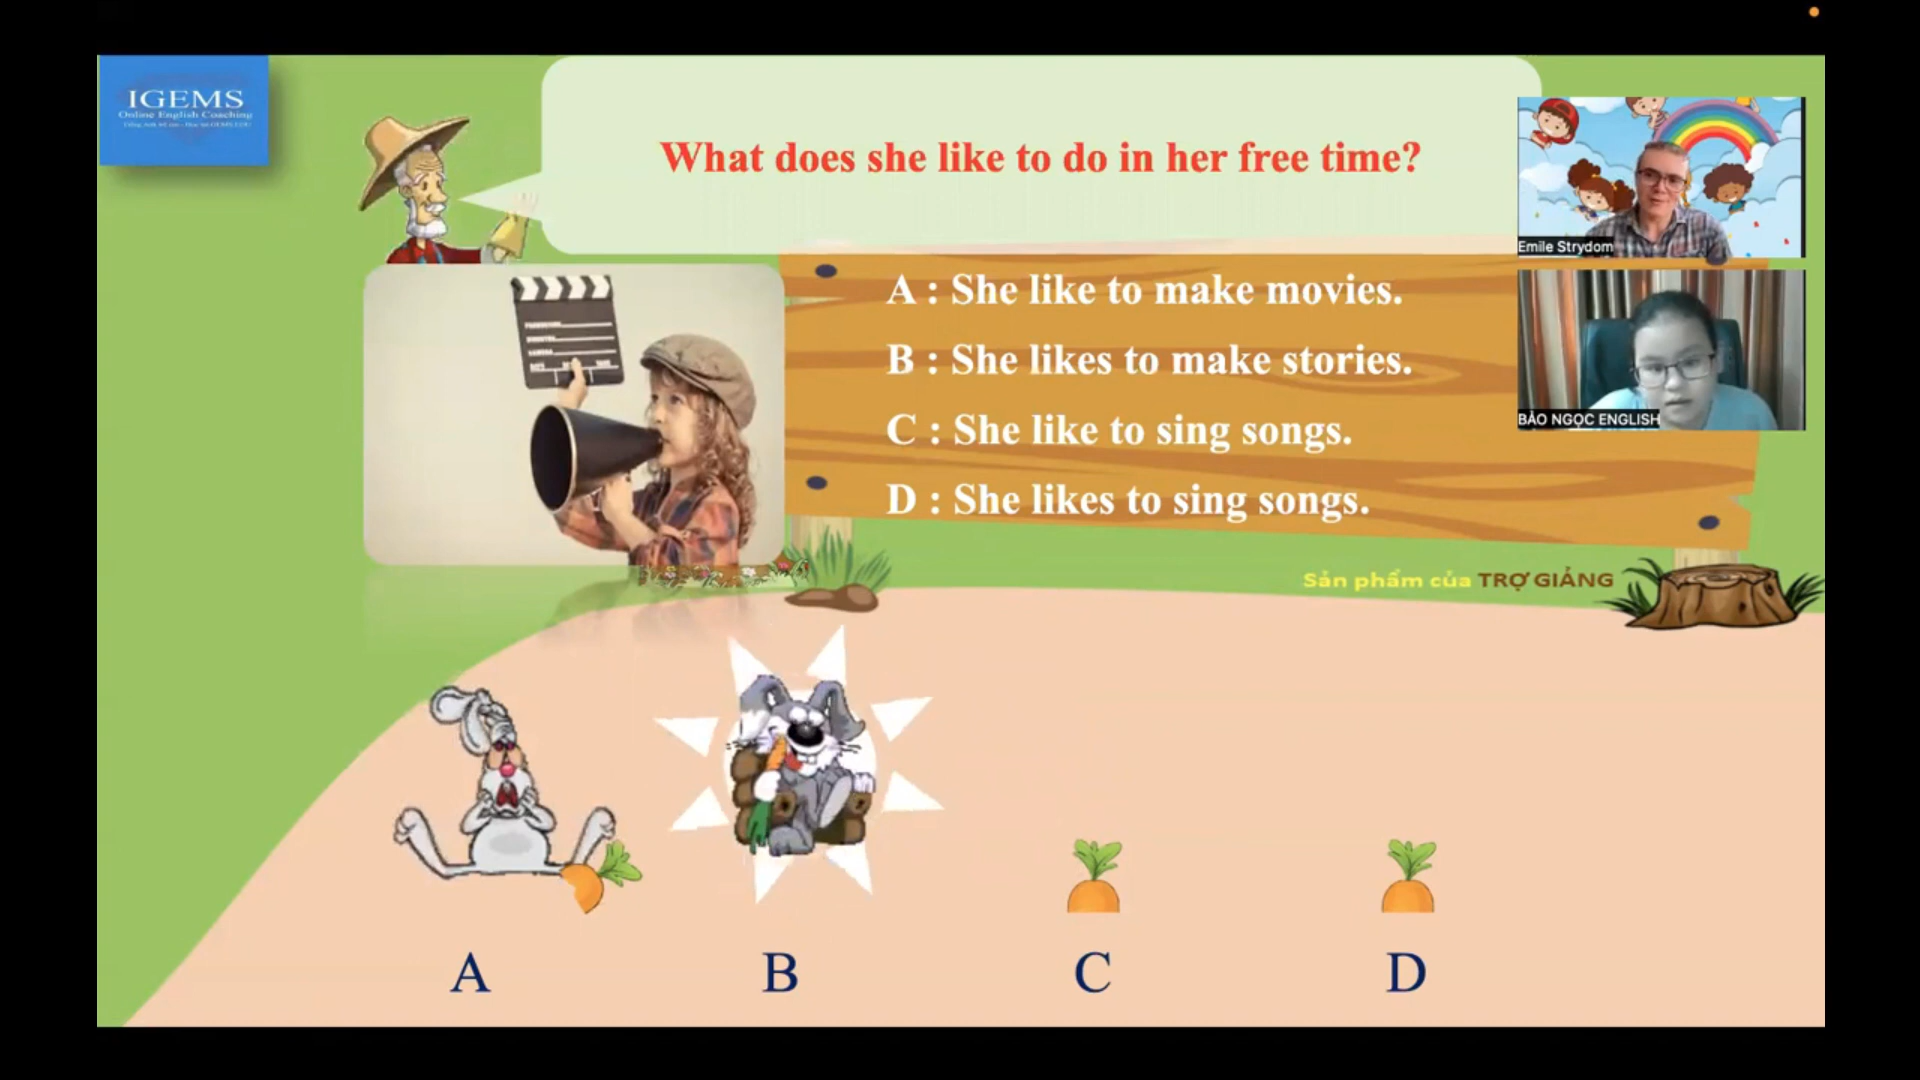 IGEMS
Online English Coaching
What does she like to do in her free time?
Emile Strydom
A : She like to make movies.
B : She likes to make stories.
C : She like to sing songs.
D : She likes to sing songs.
BẢO NGỌC ENGLISH
Sản phẩm của TRỢ GIẢNG
A B C D